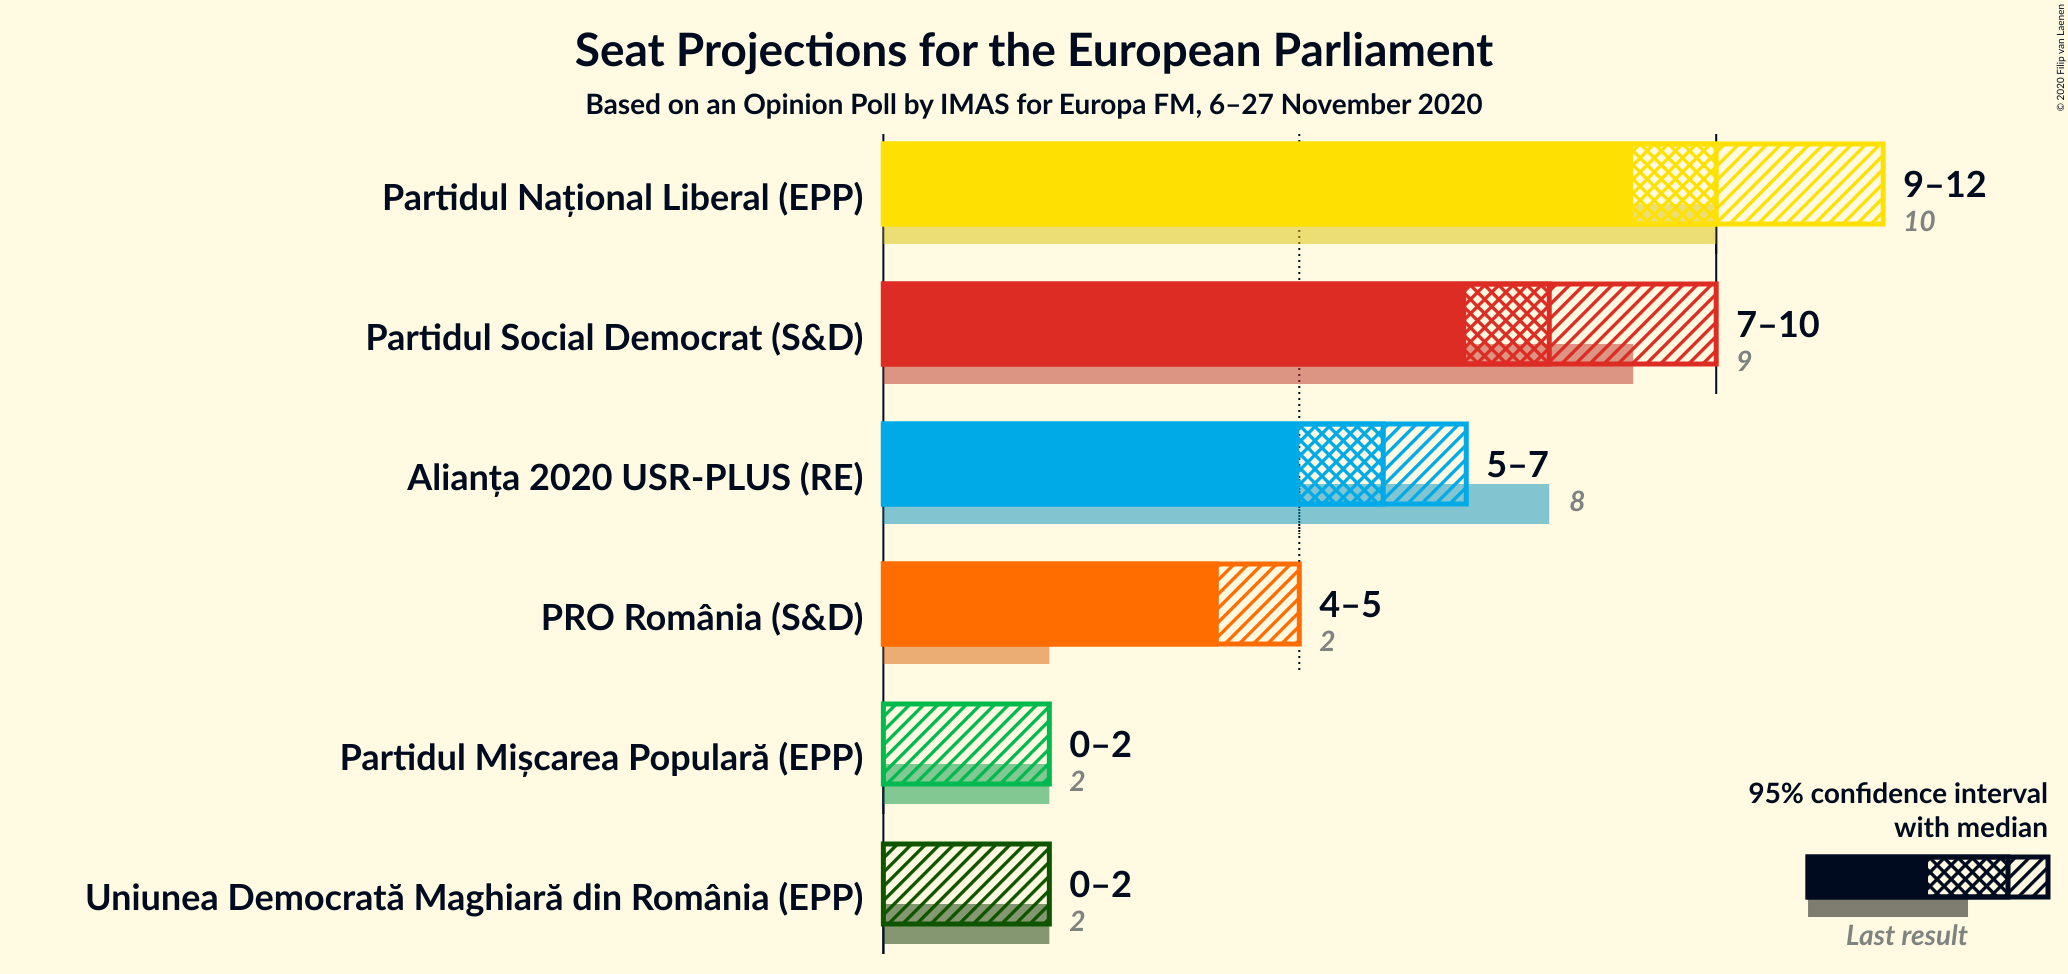 Seat Projections for the European Parliament
Based on an Opinion Poll by IMAS for Europa FM, 6–27 November 2020
© 2020 Filip van Laenen
Partidul Național Liberal (EPP)
9–12
10
Partidul Social Democrat (S&D)
7–10
9
Alianța 2020 USR-PLUS (RE)
5–7
8
PRO România (S&D)
4–5
2
Partidul Mișcarea Populară (EPP)
0–2
2
Uniunea Democrată Maghiară din România (EPP)
0–2
2
95% confidence interval
with median
Last result